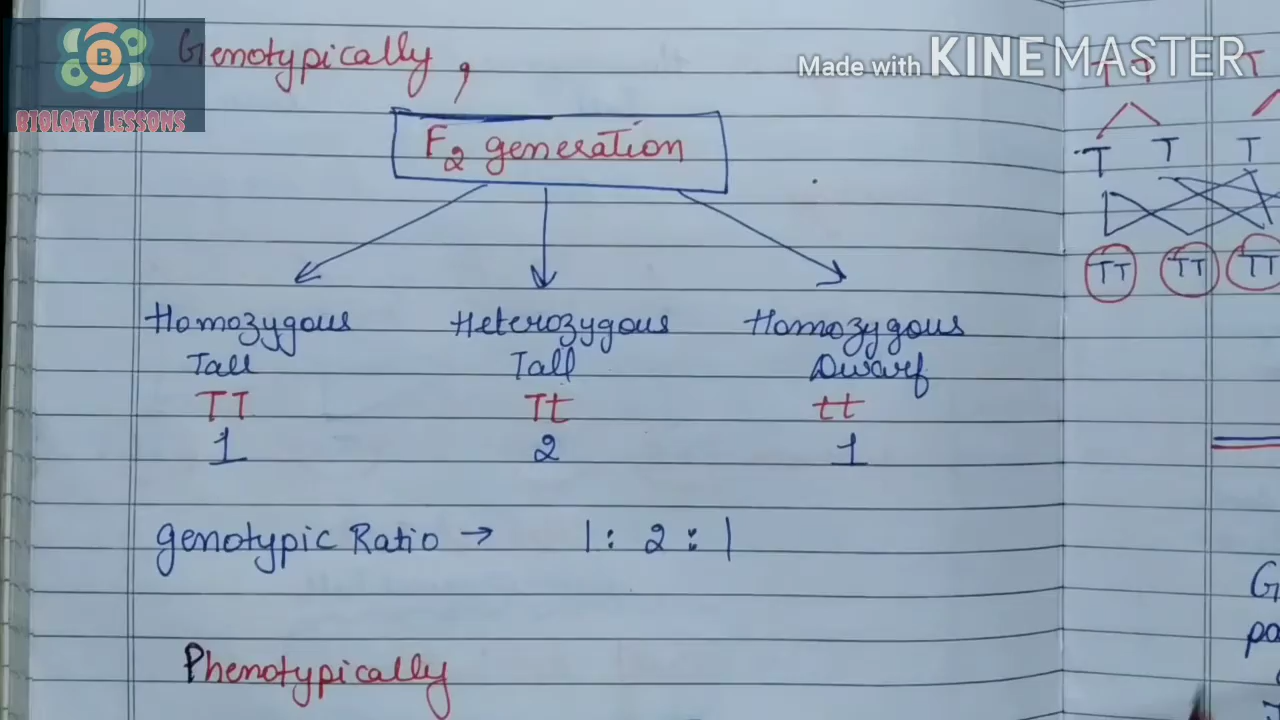 Genotypically,
B
BIOLOGY LESSONS
Made with KINEMASTER
F2 generation
Homozygous Tall
TT
1
Heterozygous Tall
Tt
2
Homozygous Dwarf
tt
1
genotypic Ratio → 1 : 2 : 1
Phenotypically
T T T
T T T
TT TT TT
G
po